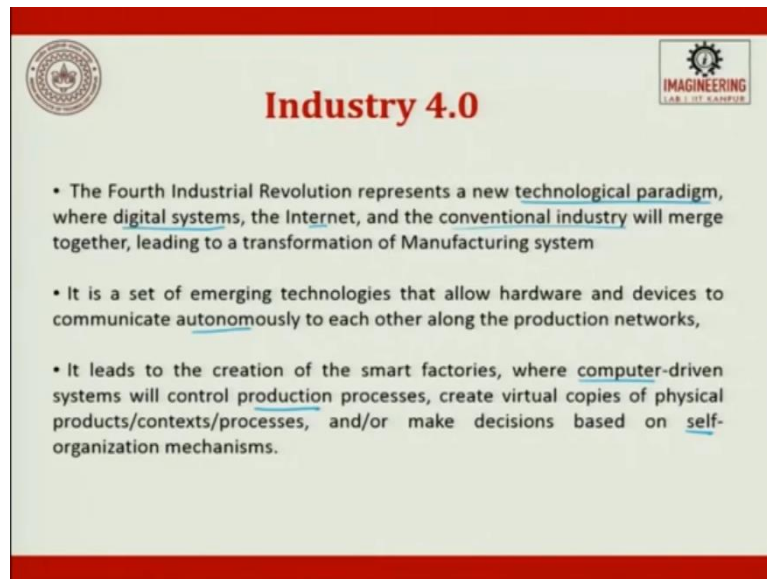 IMAGINEERING
LAB | IIT KANPUR
Industry 4.0
• The Fourth Industrial Revolution represents a new technological paradigm,
where digital systems, the Internet, and the conventional industry will merge
together, leading to a transformation of Manufacturing system
• It is a set of emerging technologies that allow hardware and devices to
communicate autonomously to each other along the production networks,
• It leads to the creation of the smart factories, where computer-driven
systems will control production processes, create virtual copies of physical
products/contexts/processes, and/or make decisions based on self-
organization mechanisms.